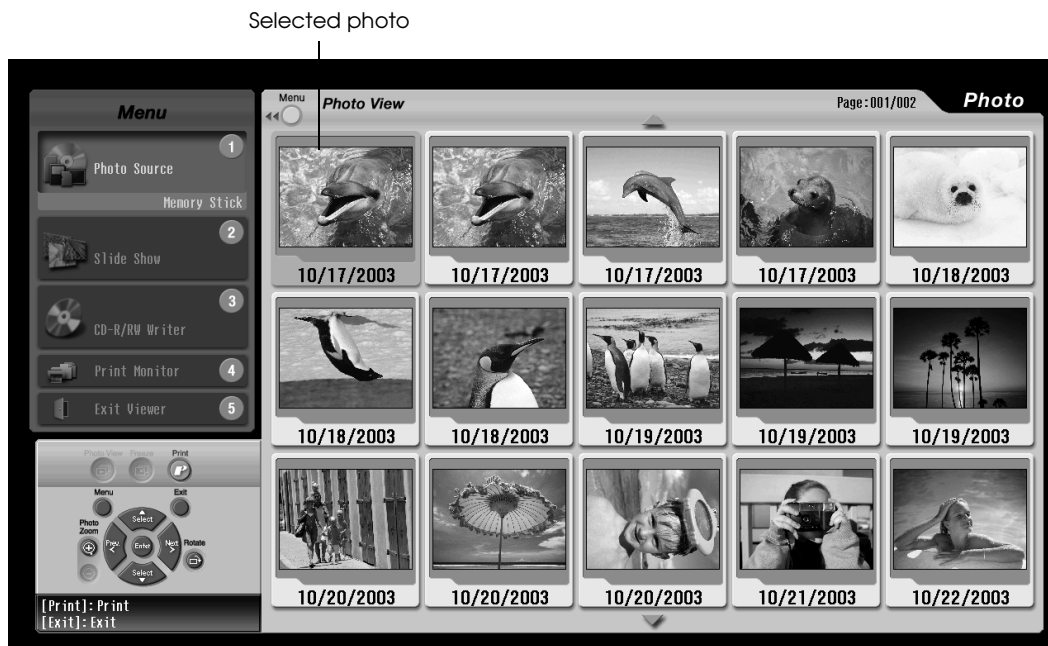 Selected photo
Menu
Menu
Photo View
Page:001/002
Photo
1
Photo Source
Memory Stick
2
Slide Show
3
CD-R/RW Writer
Print Monitor
4
Exit Viewer
5
10/17/2003
10/17/2003
10/17/2003
10/17/2003
10/18/2003
10/18/2003
10/18/2003
10/19/2003
10/19/2003
10/19/2003
10/20/2003
10/20/2003
10/20/2003
10/21/2003
10/22/2003
Photo View
Freeze
Print
Menu
Exit
Photo
Zoom
Select
Prev.
Enter
Next
Rotate
Select
[Print]: Print
[Exit]: Exit